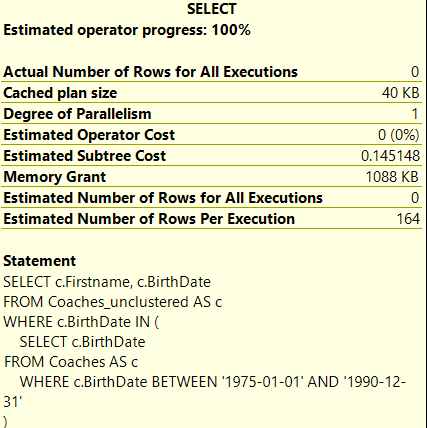 SELECT
Estimated operator progress: 100%
Actual Number of Rows for All Executions 0
Cached plan size 40 KB
Degree of Parallelism 1
Estimated Operator Cost 0 (0%)
Estimated Subtree Cost 0.145148
Memory Grant 1088 KB
Estimated Number of Rows for All Executions 0
Estimated Number of Rows Per Execution 164
Statement
SELECT c.Firstname, c.BirthDate
FROM Coaches_unclustered AS c
WHERE c.BirthDate IN (
SELECT c.BirthDate
FROM Coaches AS c
WHERE c.BirthDate BETWEEN '1975-01-01' AND '1990-12-
31'
)